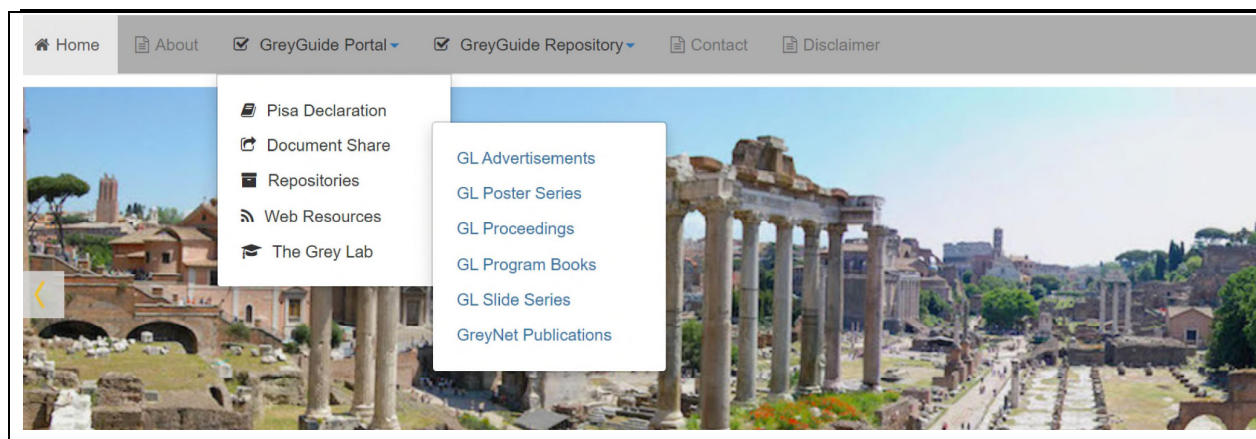 Home About GreyGuide Portal GreyGuide Repository Contact Disclaimer
Pisa Declaration
Document Share
Repositories
Web Resources
The Grey Lab
GL Advertisements
GL Poster Series
GL Proceedings
GL Program Books
GL Slide Series
GreyNet Publications